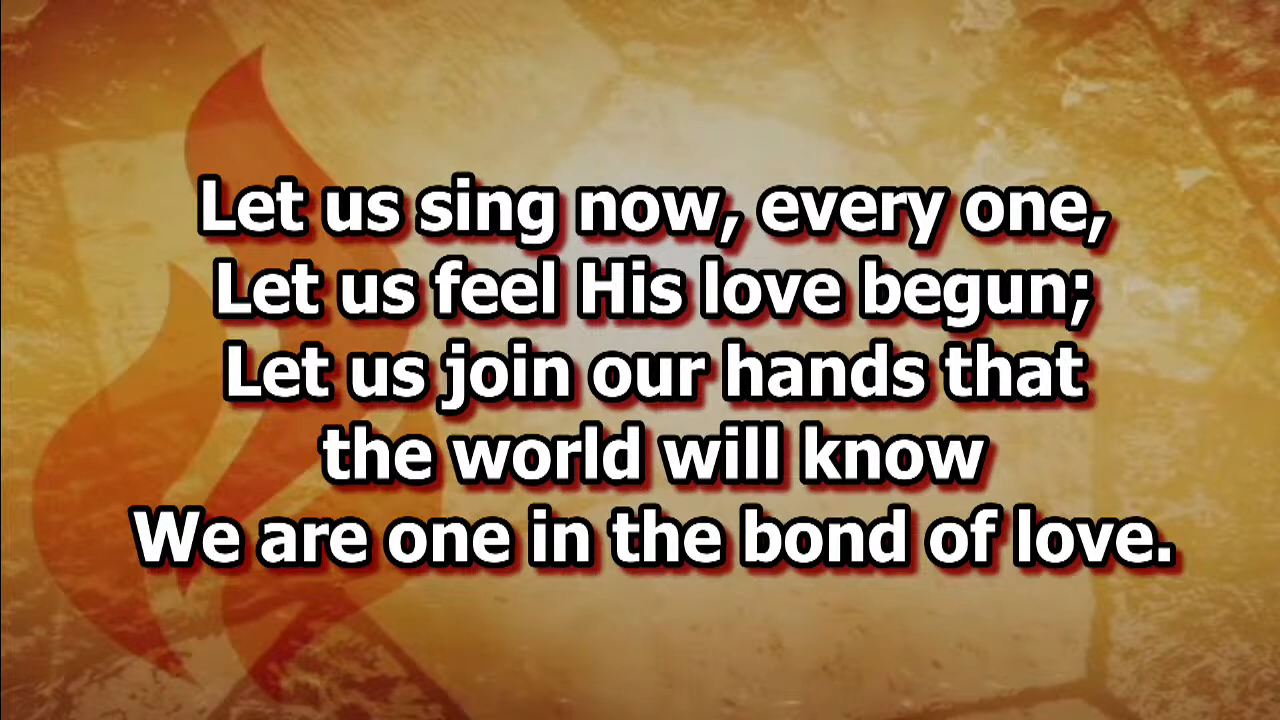 Let us sing now, every one,
Let us feel His love begun;
Let us join our hands that
the world will know
We are one in the bond of love.